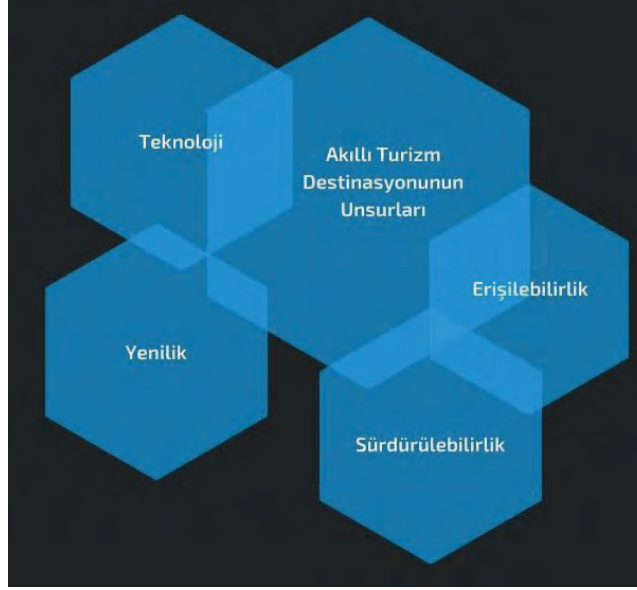 Teknoloji
Akıllı Turizm
Destinasyonunun
Unsurları
Erişilebilirlik
Yenilik
Sürdürülebilirlik